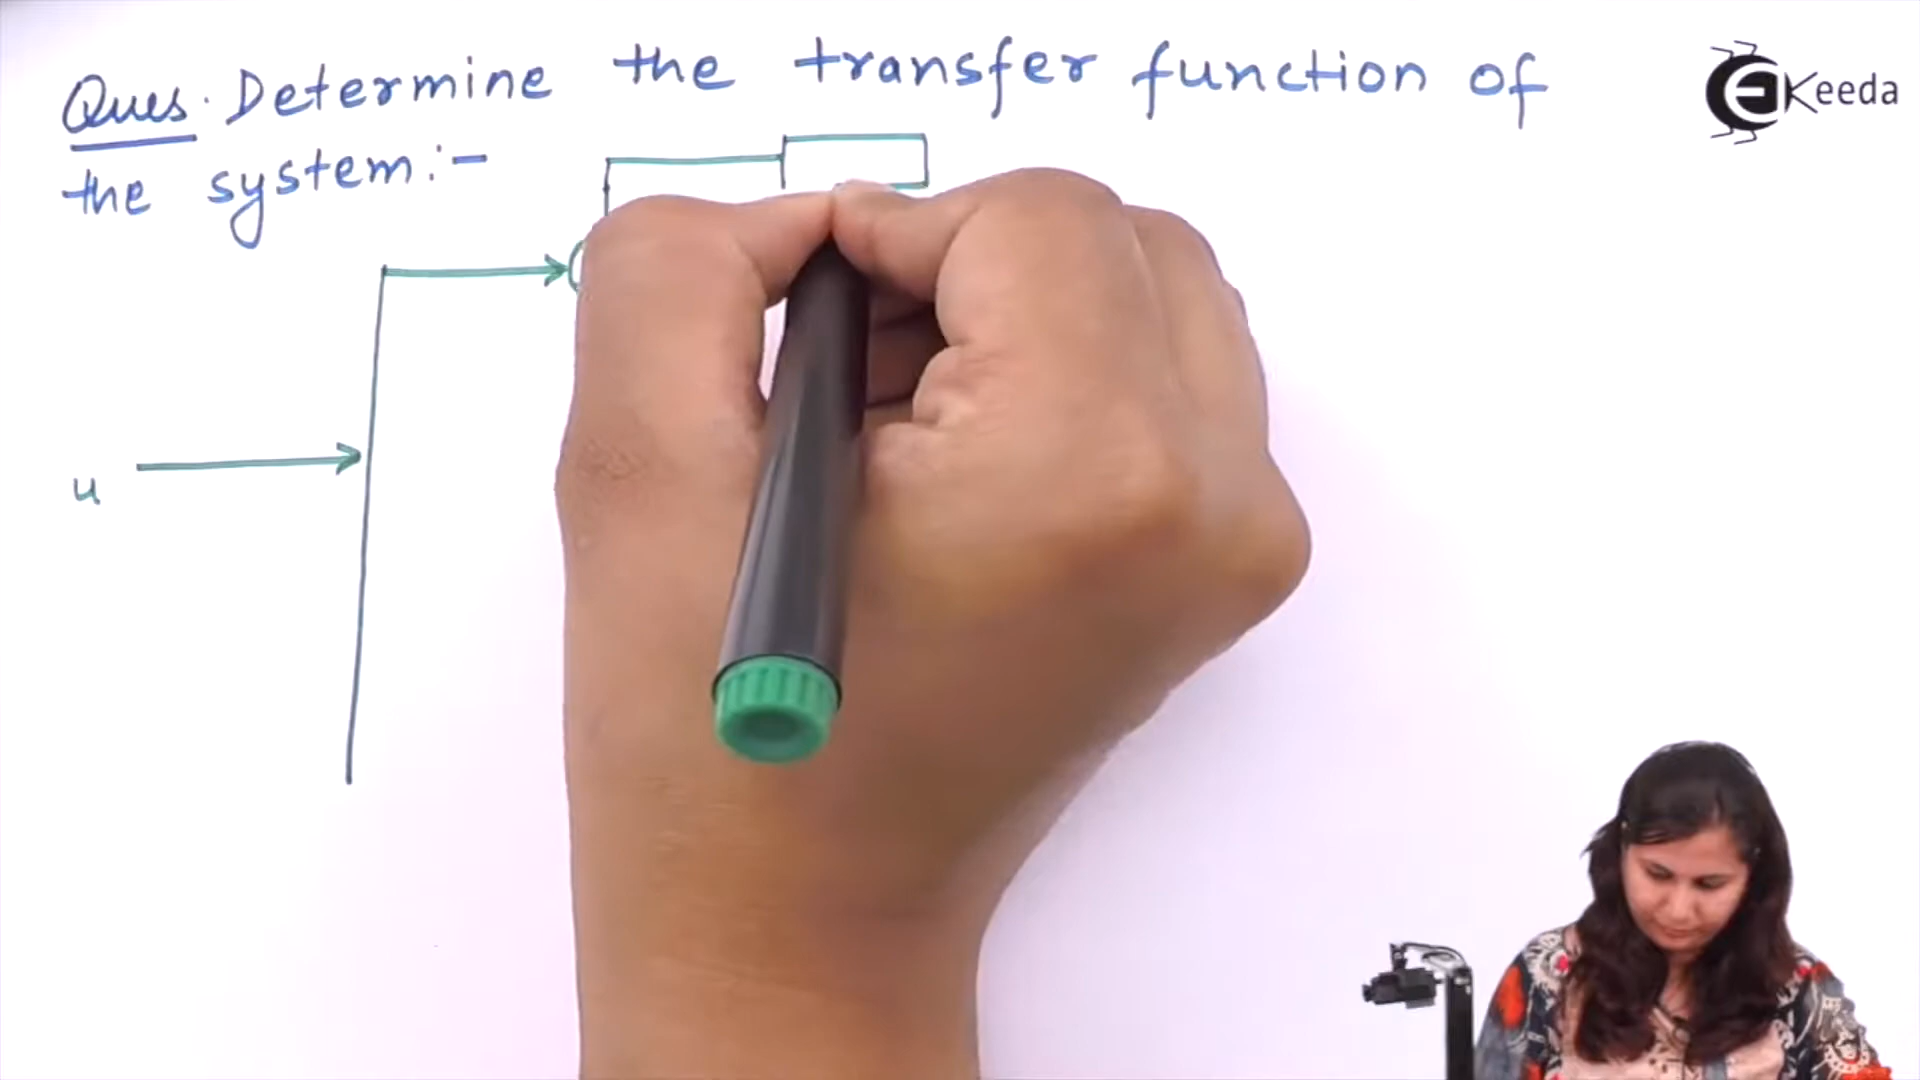 Ques. Determine the transfer function of
the system:-
u
EKeeda